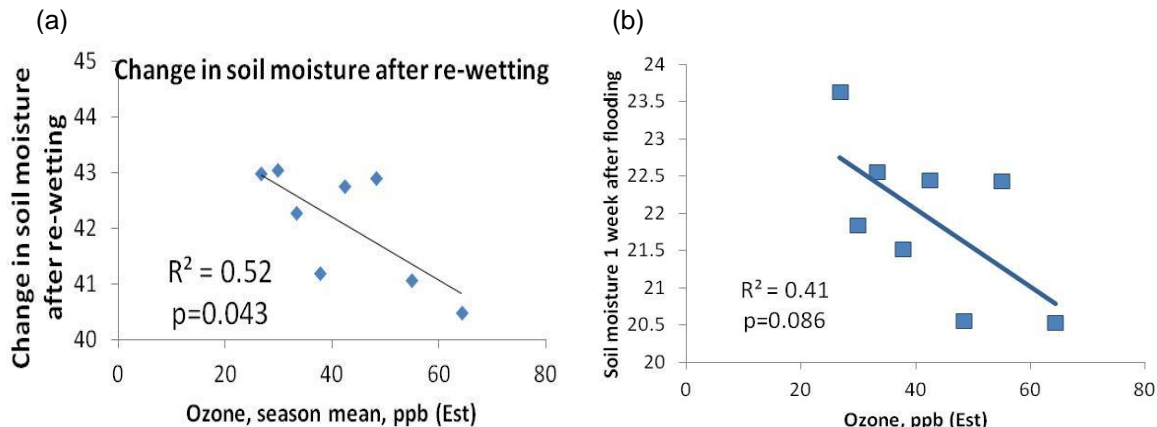 (a)
Change in soil moisture after re-wetting
45
44
43
42
41
40
Change in soil moisture
after re-wetting
R² = 0.52
p=0.043
0 20 40 60 80
Ozone, season mean, ppb (Est)
(b)
24
23.5
23
22.5
22
21.5
21
20.5
20
Soil moisture 1 week after flooding
R² = 0.41
p=0.086
0 20 40 60 80
Ozone, ppb (Est)